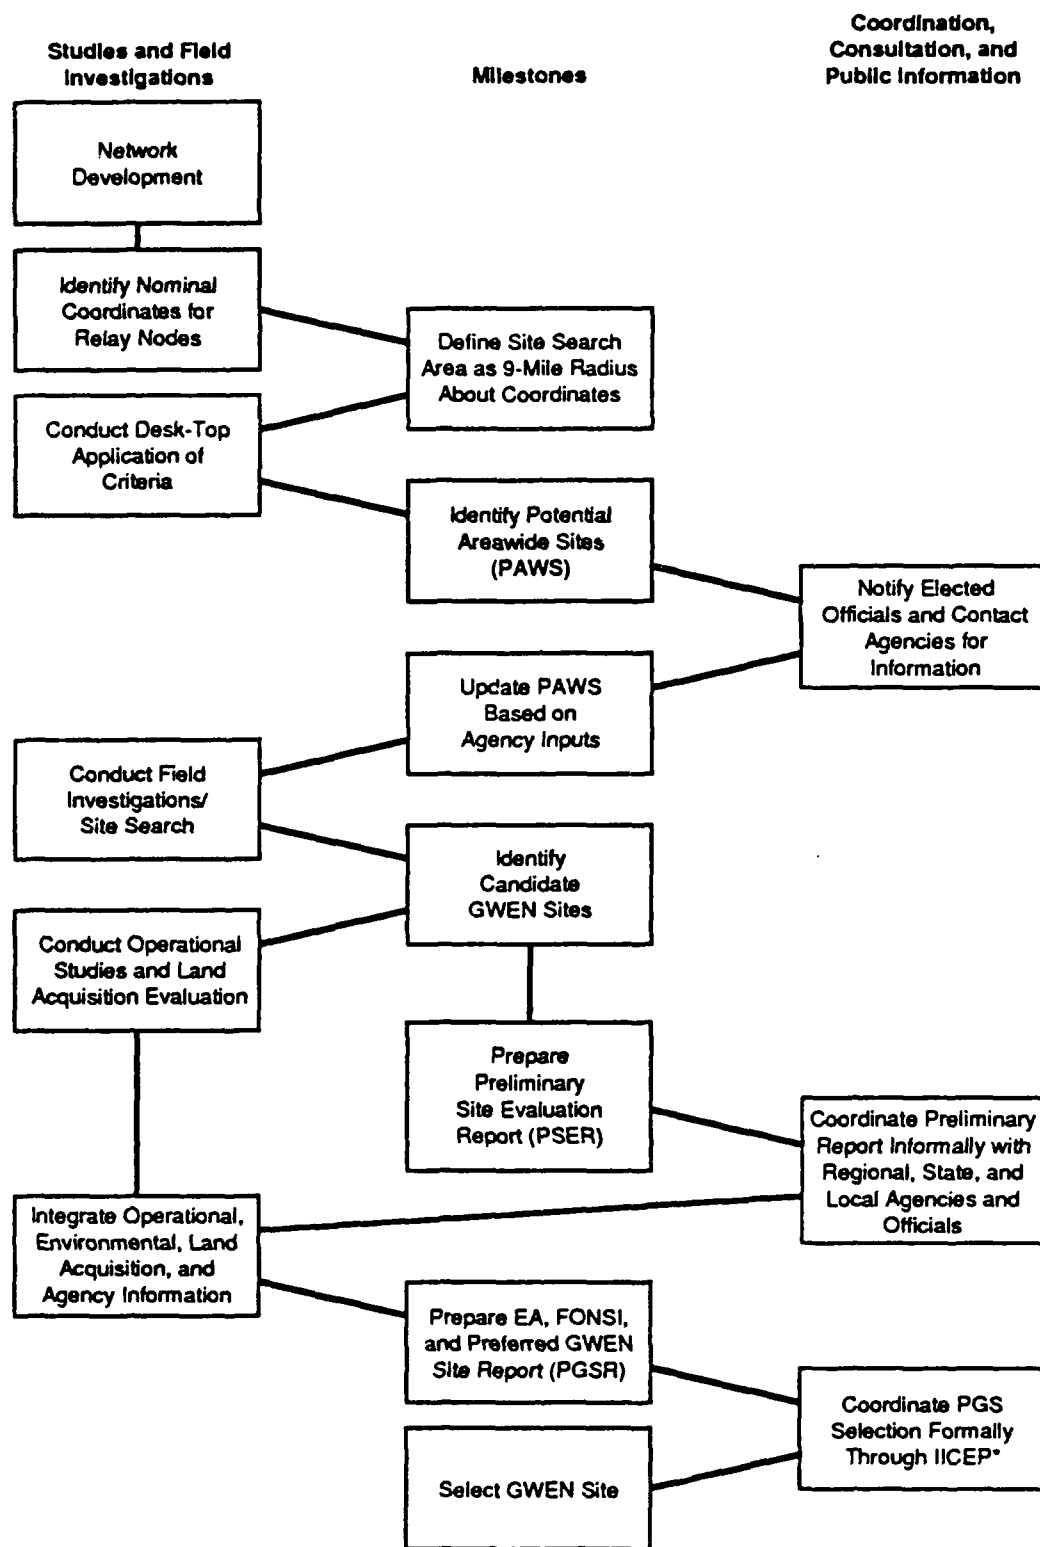 Studies and Field
Investigations
Milestones
Coordination,
Consultation, and
Public Information
Network
Development
Identify Nominal
Coordinates for
Relay Nodes
Define Site Search
Area as 9-Mile Radius
About Coordinates
Conduct Desk-Top
Application of
Criteria
Identify Potential
Areawide Sites
(PAWS)
Notify Elected
Officials and Contact
Agencies for
Information
Update PAWS
Based on
Agency Inputs
Conduct Field
Investigations/
Site Search
Identify
Candidate
GWEN Sites
Conduct Operational
Studies and Land
Acquisition Evaluation
Prepare
Preliminary
Site Evaluation
Report (PSER)
Coordinate Preliminary
Report Informally with
Regional, State, and
Local Agencies and
Officials
Integrate Operational,
Environmental, Land
Acquisition, and
Agency Information
Prepare EA, FONSI,
and Preferred GWEN
Site Report (PGSR)
Coordinate PGS
Selection Formally
Through IICEP*
Select GWEN Site